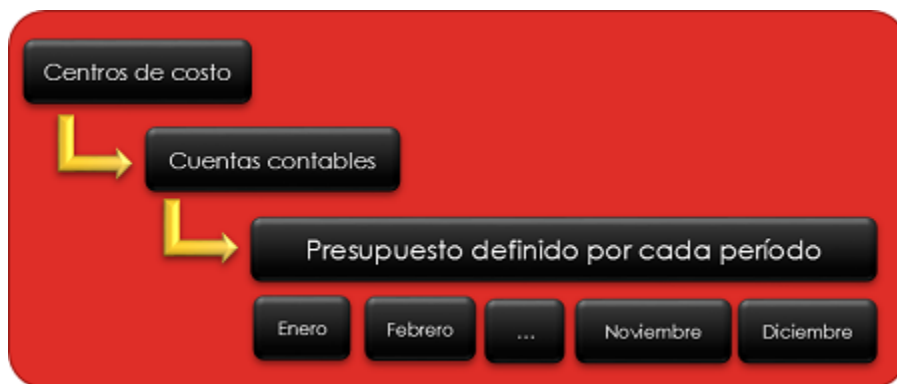 Centros de costo
Cuentas contables
Presupuesto definido por cada período
Enero
Febrero
...
Noviembre
Diciembre